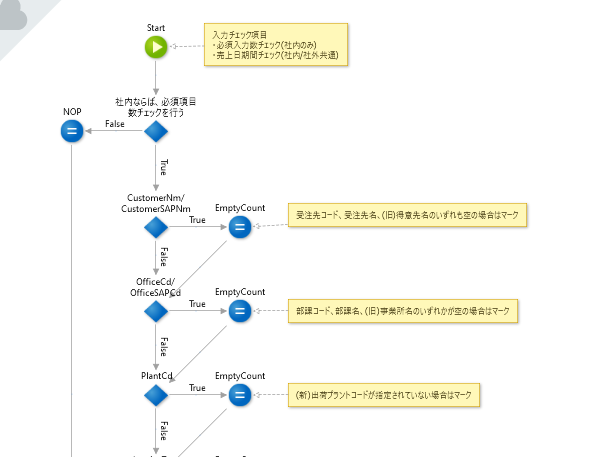 Start
入力チェック項目
・必須入力数チェック(社内のみ)
・売上日期間チェック(社内/社外共通)
社内ならば、必須項目
数チェックを行う
NOP
False
True
CustomerNm/
CustomerSAPNm
True
EmptyCount
受注先コード、受注先名、(旧)得意先名のいずれも空の場合はマーク
False
OfficeCd/
OfficeSAPCd
True
EmptyCount
部課コード、部課名、(旧)事業所名のいずれかが空の場合はマーク
False
PlantCd
True
EmptyCount
(新)出荷プラントコードが指定されていない場合はマーク
False